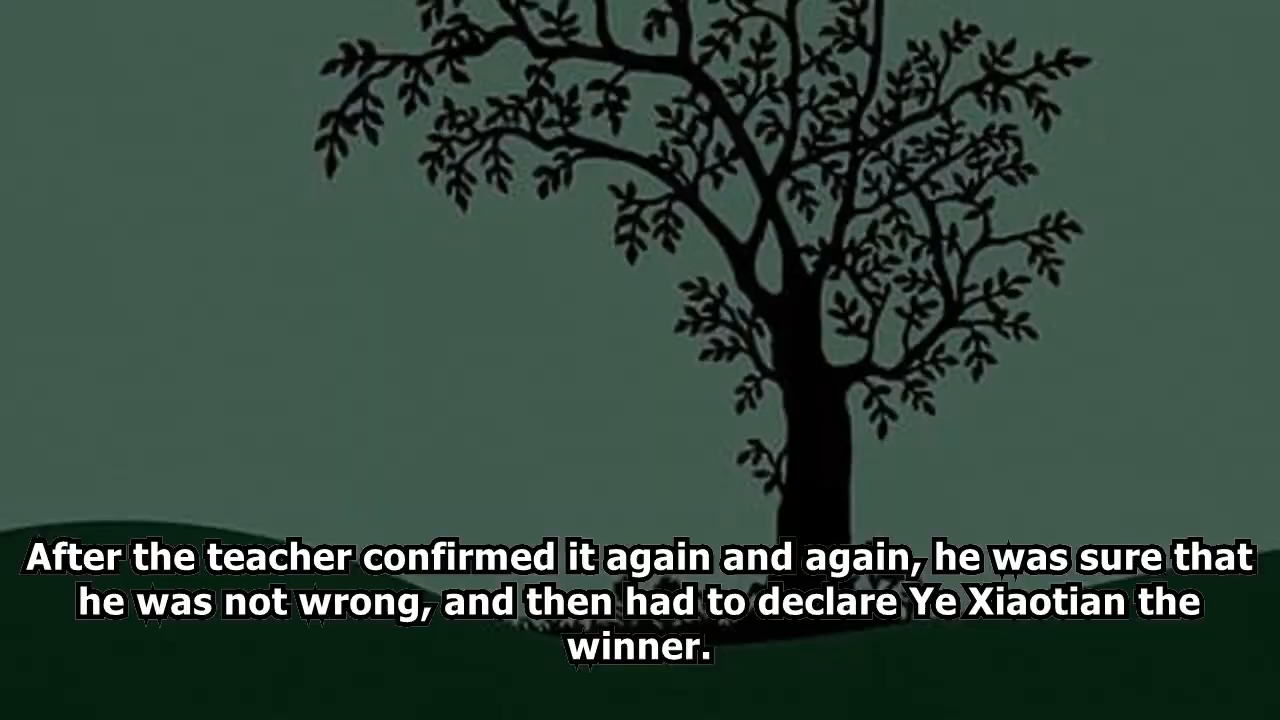 After the teacher confirmed it again and again, he was sure that
he was not wrong, and then had to declare Ye Xiaotian the
winner.